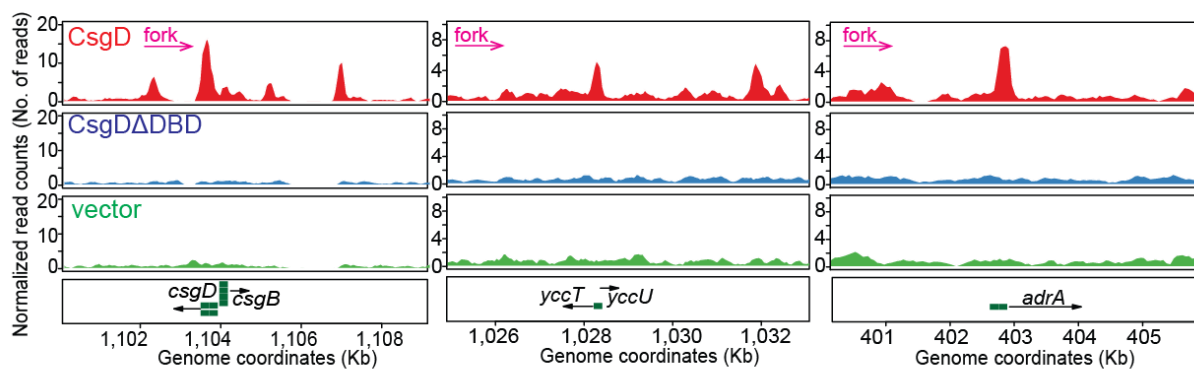 Normalized read counts (No. of reads)
20
10
0
CsgD
fork
8
4
0
fork
8
4
0
fork
20
10
0
CsgDΔDBD
8
4
0
8
4
0
20
10
0
vector
8
4
0
8
4
0
csgD
csgB
yccT
yccU
adrA
1,102 1,104 1,106 1,108
1,026 1,028 1,030 1,032
401 402 403 404 405
Genome coordinates (Kb)
Genome coordinates (Kb)
Genome coordinates (Kb)